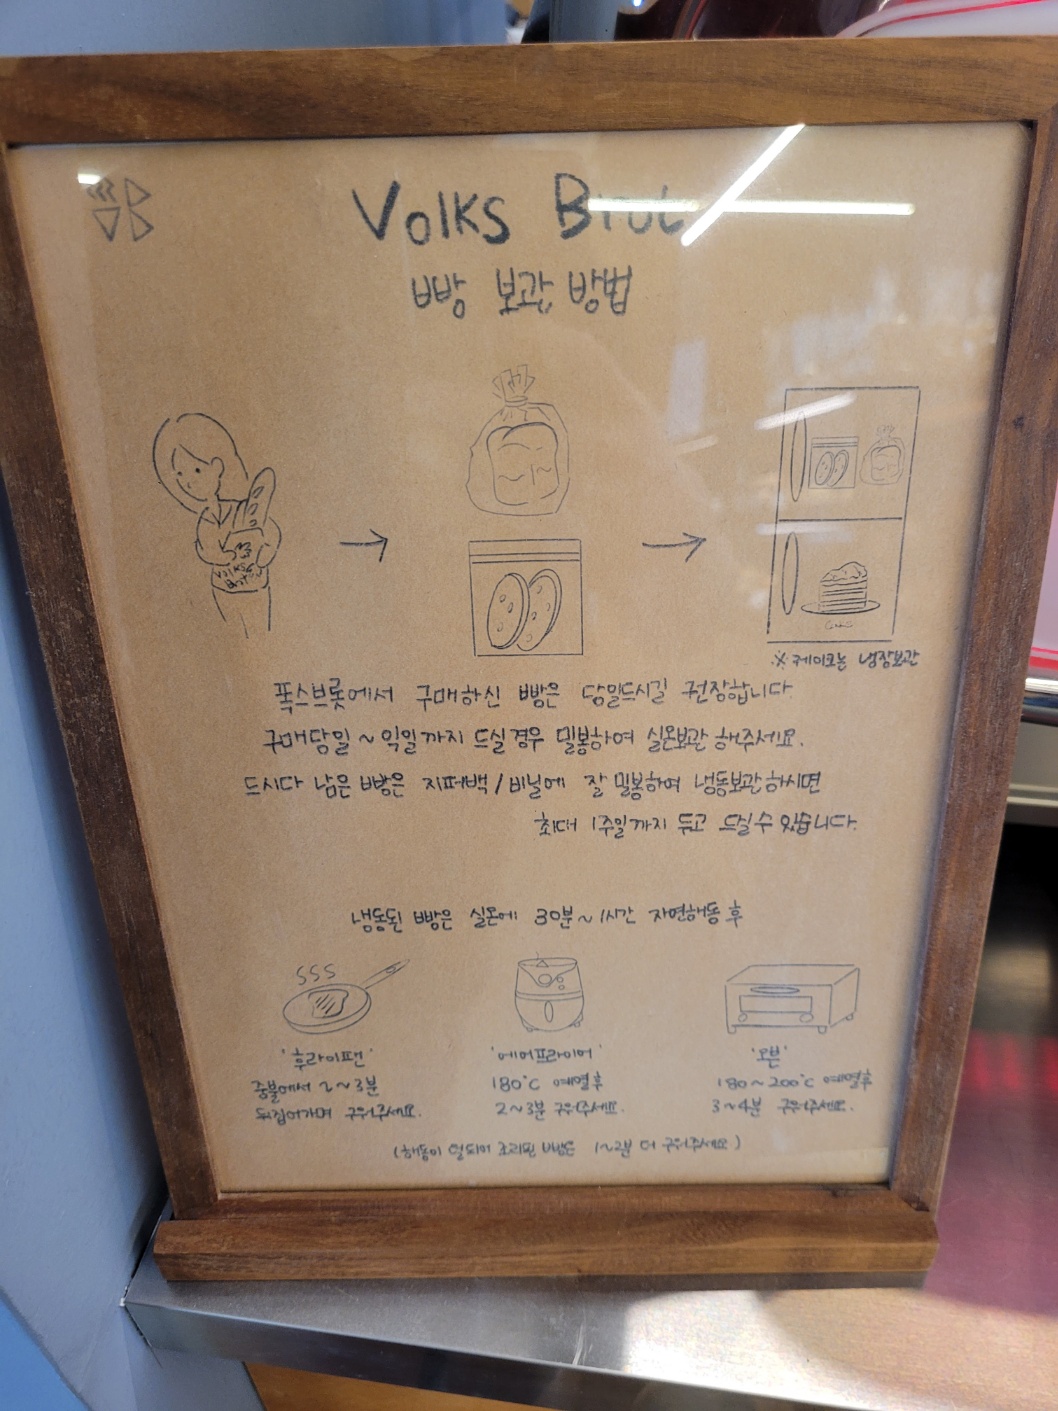 Volks Brot
빵 보관 방법
※ 케이크는 냉장보관
폭스브롯에서 구매하신 빵은 당일드시길 권장합니다.
구매당일~익일까지 드실경우 밀봉하여 실온보관 해주세요.
드시다 남은 빵은 지퍼백/비닐에 잘 밀봉하여 냉동보관하시면
최대 1주일까지 두고 드실수있습니다.
냉동된 빵은 실온에 30분~1시간 자연해동 후
'후라이팬' '에어프라이어' '오븐'
중불에서 2~3분 180°C 예열후 180~200°C 예열후
뒤집어가며 구워주세요. 2~3분 구워주세요. 3~4분 구워주세요.
(해동이 덜되어 조리된 빵은 1~2분 더 구워주세요)